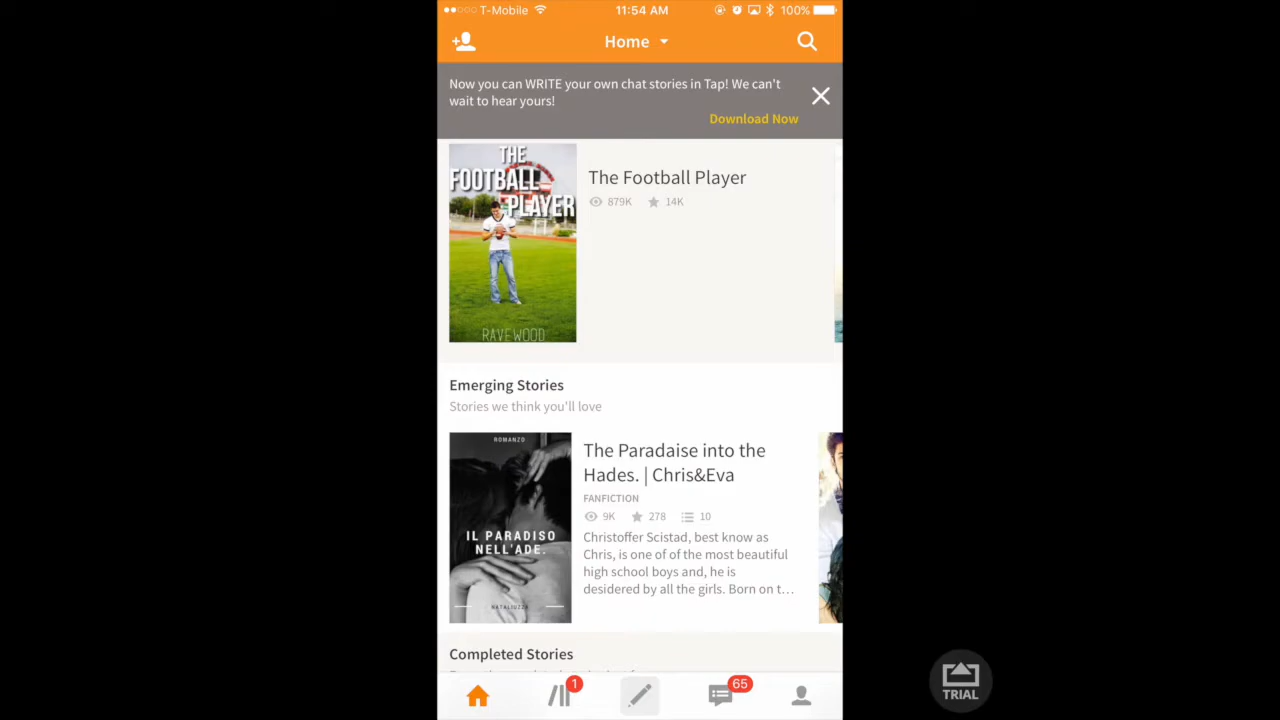 T-Mobile 11:54 AM 100%
Home
Now you can WRITE your own chat stories in Tap! We can't
wait to hear yours!
Download Now
THE
FOOTBALL
PLAYER
RAVEWOOD
The Football Player
879K 14K
Emerging Stories
Stories we think you'll love
ROMANZO
IL PARADISO
NELL'ADE.
The Paradaise into the
Hades. | Chris&Eva
FANFICTION
9K 278 10
Christoffer Scistad, best know as
Chris, is one of of the most beautiful
high school boys and, he is
desidered by all the girls. Born on t...
Completed Stories
1
65
TRIAL